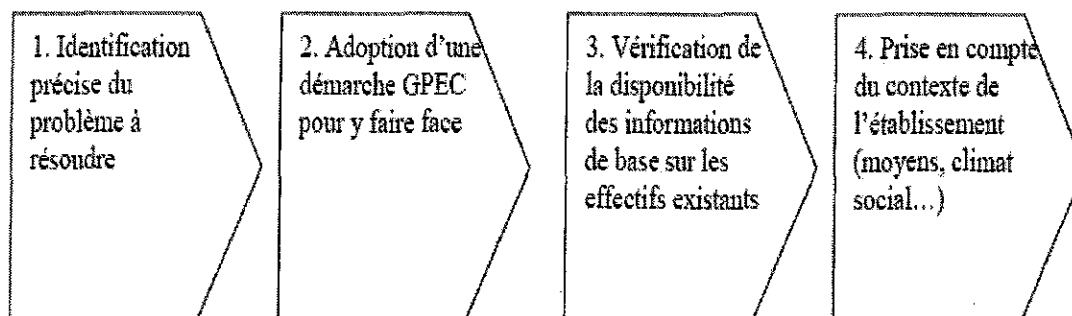 1. Identification
précise du
problème à
résoudre
2. Adoption d'une
démarche GPEC
pour y faire face
3. Vérification de
la disponibilité
des informations
de base sur les
effectifs existants
4. Prise en compte
du contexte de
l'établissement
(moyens, climat
social…)